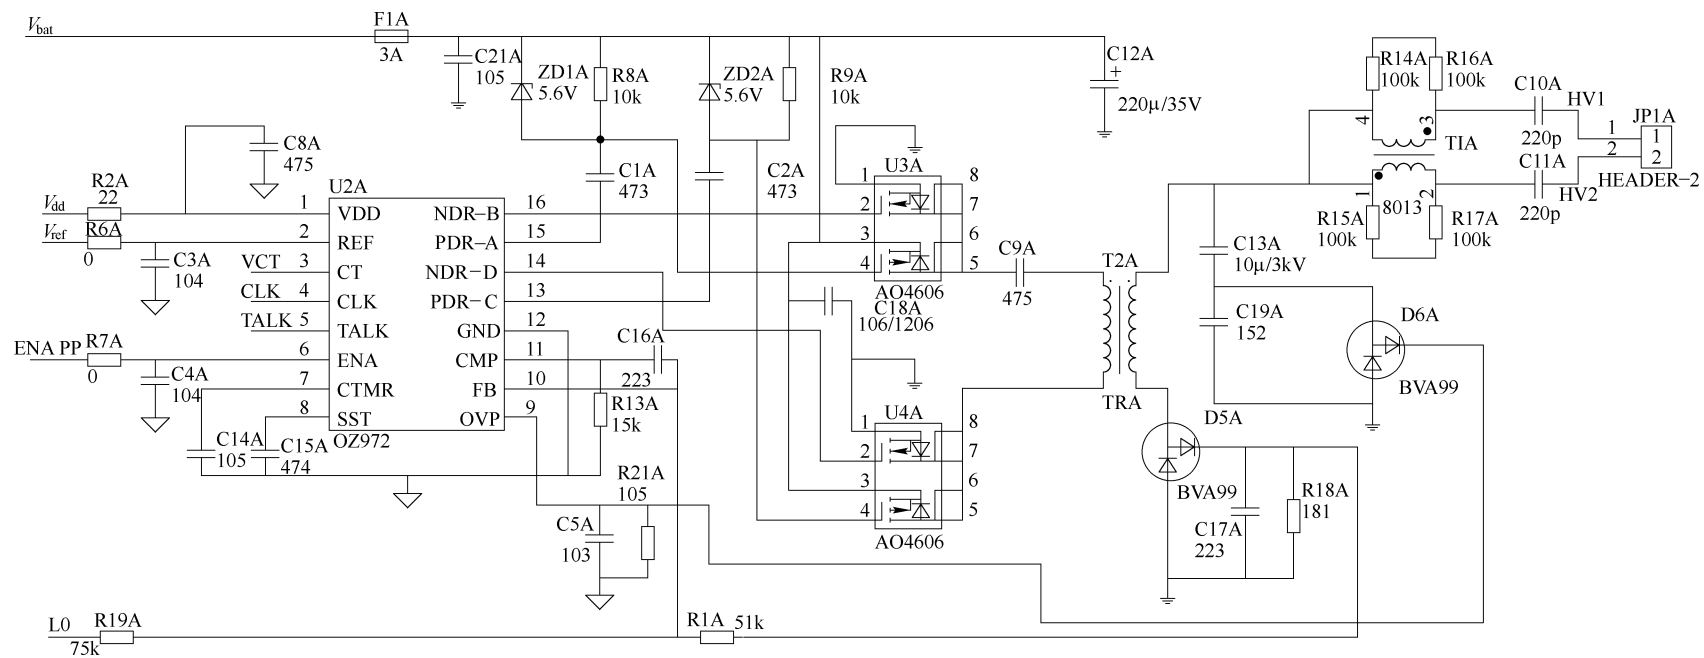 Vbat
F1A
3A
C21A
105
ZD1A
5.6V
R8A
10k
ZD2A
5.6V
R9A
10k
C12A
+
220μ/35V
R14A
100k
R16A
100k
C10A
220p
HV1
JP1A
1
1
2
2
HEADER-2
4
3
TIA
C11A
220p
HV2
1
2
8013
R15A
100k
R17A
100k
C8A
475
C1A
473
C2A
473
R2A
22
Vdd
Vref
R6A
0
C3A
104
U2A
1
VDD
NDR-B
16
2
REF
PDR-A
15
VCT
3
CT
NDR-D
14
CLK
4
CLK
PDR-C
13
TALK
5
TALK
GND
12
ENA PP
R7A
0
6
ENA
CMP
11
7
CTMR
FB
10
8
SST
OVP
9
OZ972
C4A
104
C14A
105
C15A
474
C16A
223
R13A
15k
R21A
105
C5A
103
U3A
1
8
2
7
3
6
4
5
AO4606
C18A
106/1206
C9A
475
T2A
TRA
C13A
10μ/3kV
C19A
152
D6A
BVA99
U4A
1
8
2
7
3
6
4
5
AO4606
D5A
BVA99
C17A
223
R18A
181
L0
R19A
75k
R1A
51k